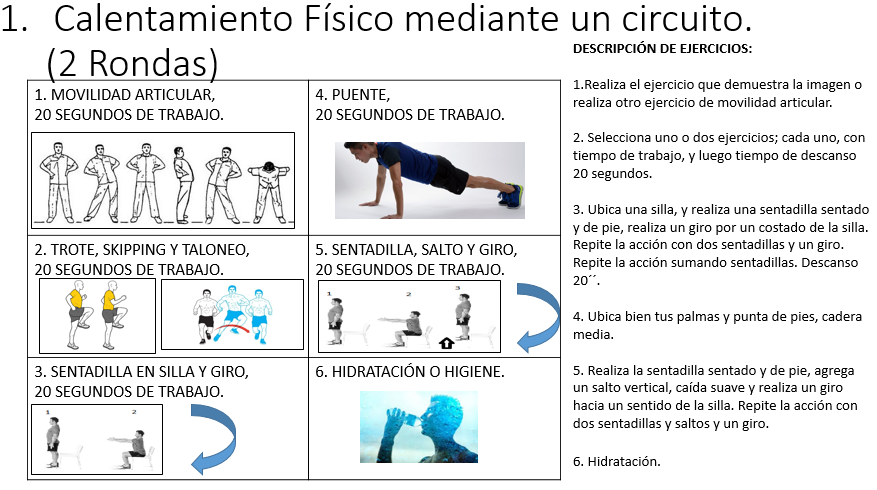 1. Calentamiento Físico mediante un circuito.
(2 Rondas)
1. MOVILIDAD ARTICULAR,
20 SEGUNDOS DE TRABAJO.
4. PUENTE,
20 SEGUNDOS DE TRABAJO.
2. TROTE, SKIPPING Y TALONEO,
20 SEGUNDOS DE TRABAJO.
5. SENTADILLA, SALTO Y GIRO,
20 SEGUNDOS DE TRABAJO.
1 2 3
3. SENTADILLA EN SILLA Y GIRO,
20 SEGUNDOS DE TRABAJO.
1 2
6. HIDRATACIÓN O HIGIENE.
DESCRIPCIÓN DE EJERCICIOS:
1.Realiza el ejercicio que demuestra la imagen o
realiza otro ejercicio de movilidad articular.
2. Selecciona uno o dos ejercicios; cada uno, con
tiempo de trabajo, y luego tiempo de descanso
20 segundos.
3. Ubica una silla, y realiza una sentadilla sentado
y de pie, realiza un giro por un costado de la silla.
Repite la acción con dos sentadillas y un giro.
Repite la acción sumando sentadillas. Descanso
20´´.
4. Ubica bien tus palmas y punta de pies, cadera
media.
5. Realiza la sentadilla sentado y de pie, agrega
un salto vertical, caída suave y realiza un giro
hacia un sentido de la silla. Repite la acción con
dos sentadillas y saltos y un giro.
6. Hidratación.